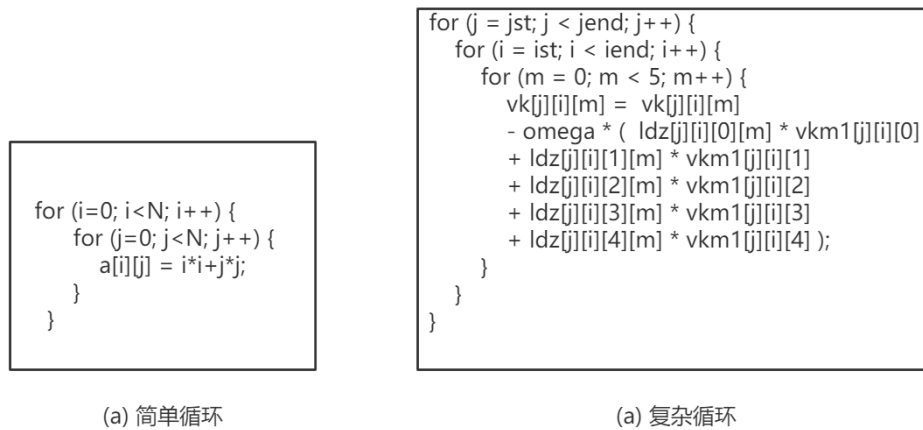 for (i=0; i<N; i++) {
for (j=0; j<N; j++) {
a[i][j] = i*i+j*j;
}
}
(a) 简单循环
for (j = jst; j < jend; j++) {
for (i = ist; i < iend; i++) {
for (m = 0; m < 5; m++) {
vk[j][i][m] =  vk[j][i][m]
- omega * (  ldz[j][i][0][m] * vkm1[j][i][0]
+ ldz[j][i][1][m] * vkm1[j][i][1]
+ ldz[j][i][2][m] * vkm1[j][i][2]
+ ldz[j][i][3][m] * vkm1[j][i][3]
+ ldz[j][i][4][m] * vkm1[j][i][4] );
}
}
}
(a) 复杂循环